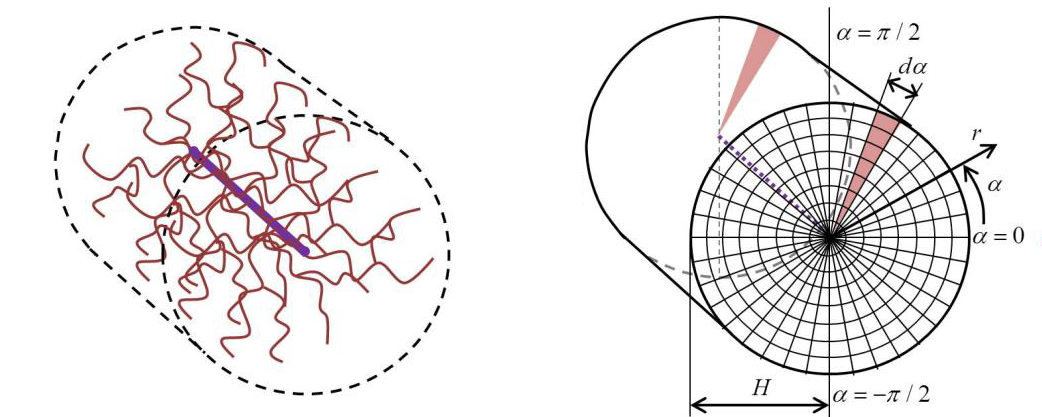 α = π / 2
dα
r
α
α = 0
H
α = −π / 2